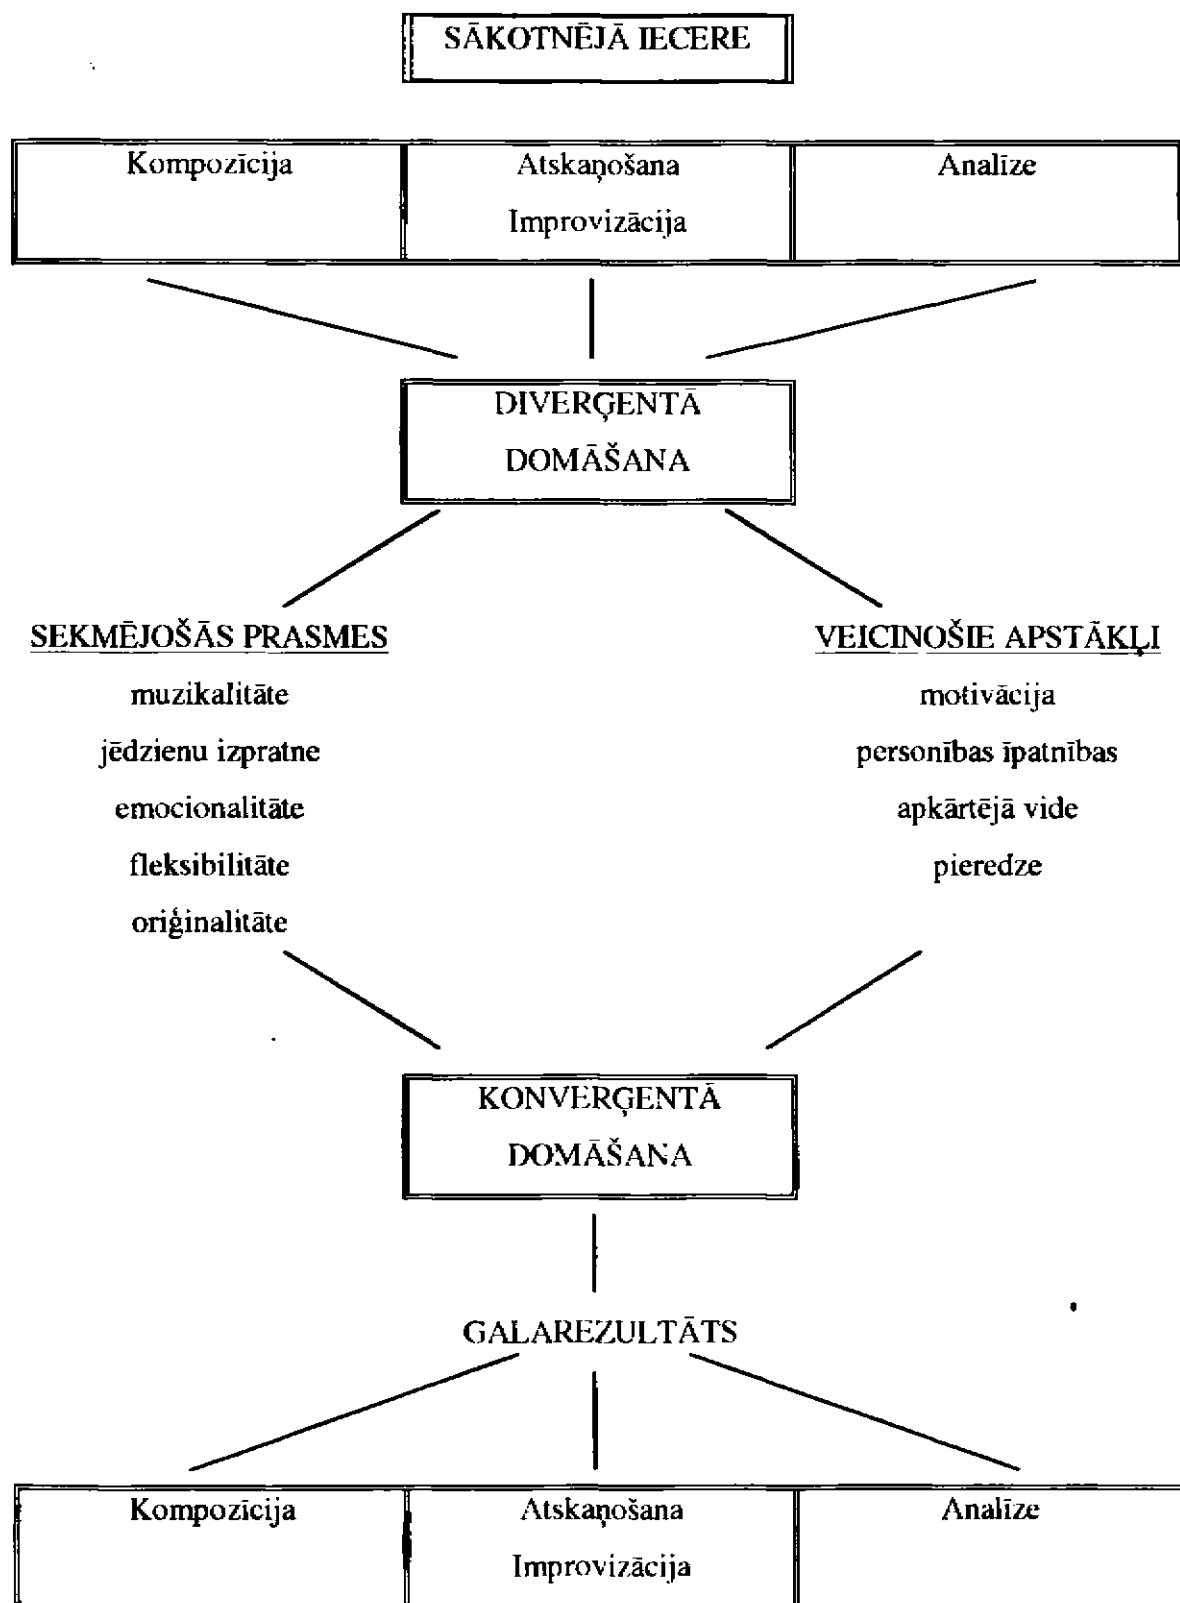 SĀKOTNĒJĀ IECERE
Kompozīcija
Atskaņošana
Improvizācija
Analīze
DIVERĢENTĀ
DOMĀŠANA
SEKMĒJOŠĀS PRASMES
muzikalitāte
jēdzienu izpratne
emocionalitāte
fleksibilitāte
oriģinalitāte
VEICINOŠIE APSTĀKĻI
motivācija
personības īpatnības
apkārtējā vide
pieredze
KONVERĢENTĀ
DOMĀŠANA
GALAREZULTĀTS
Kompozīcija
Atskaņošana
Improvizācija
Analīze